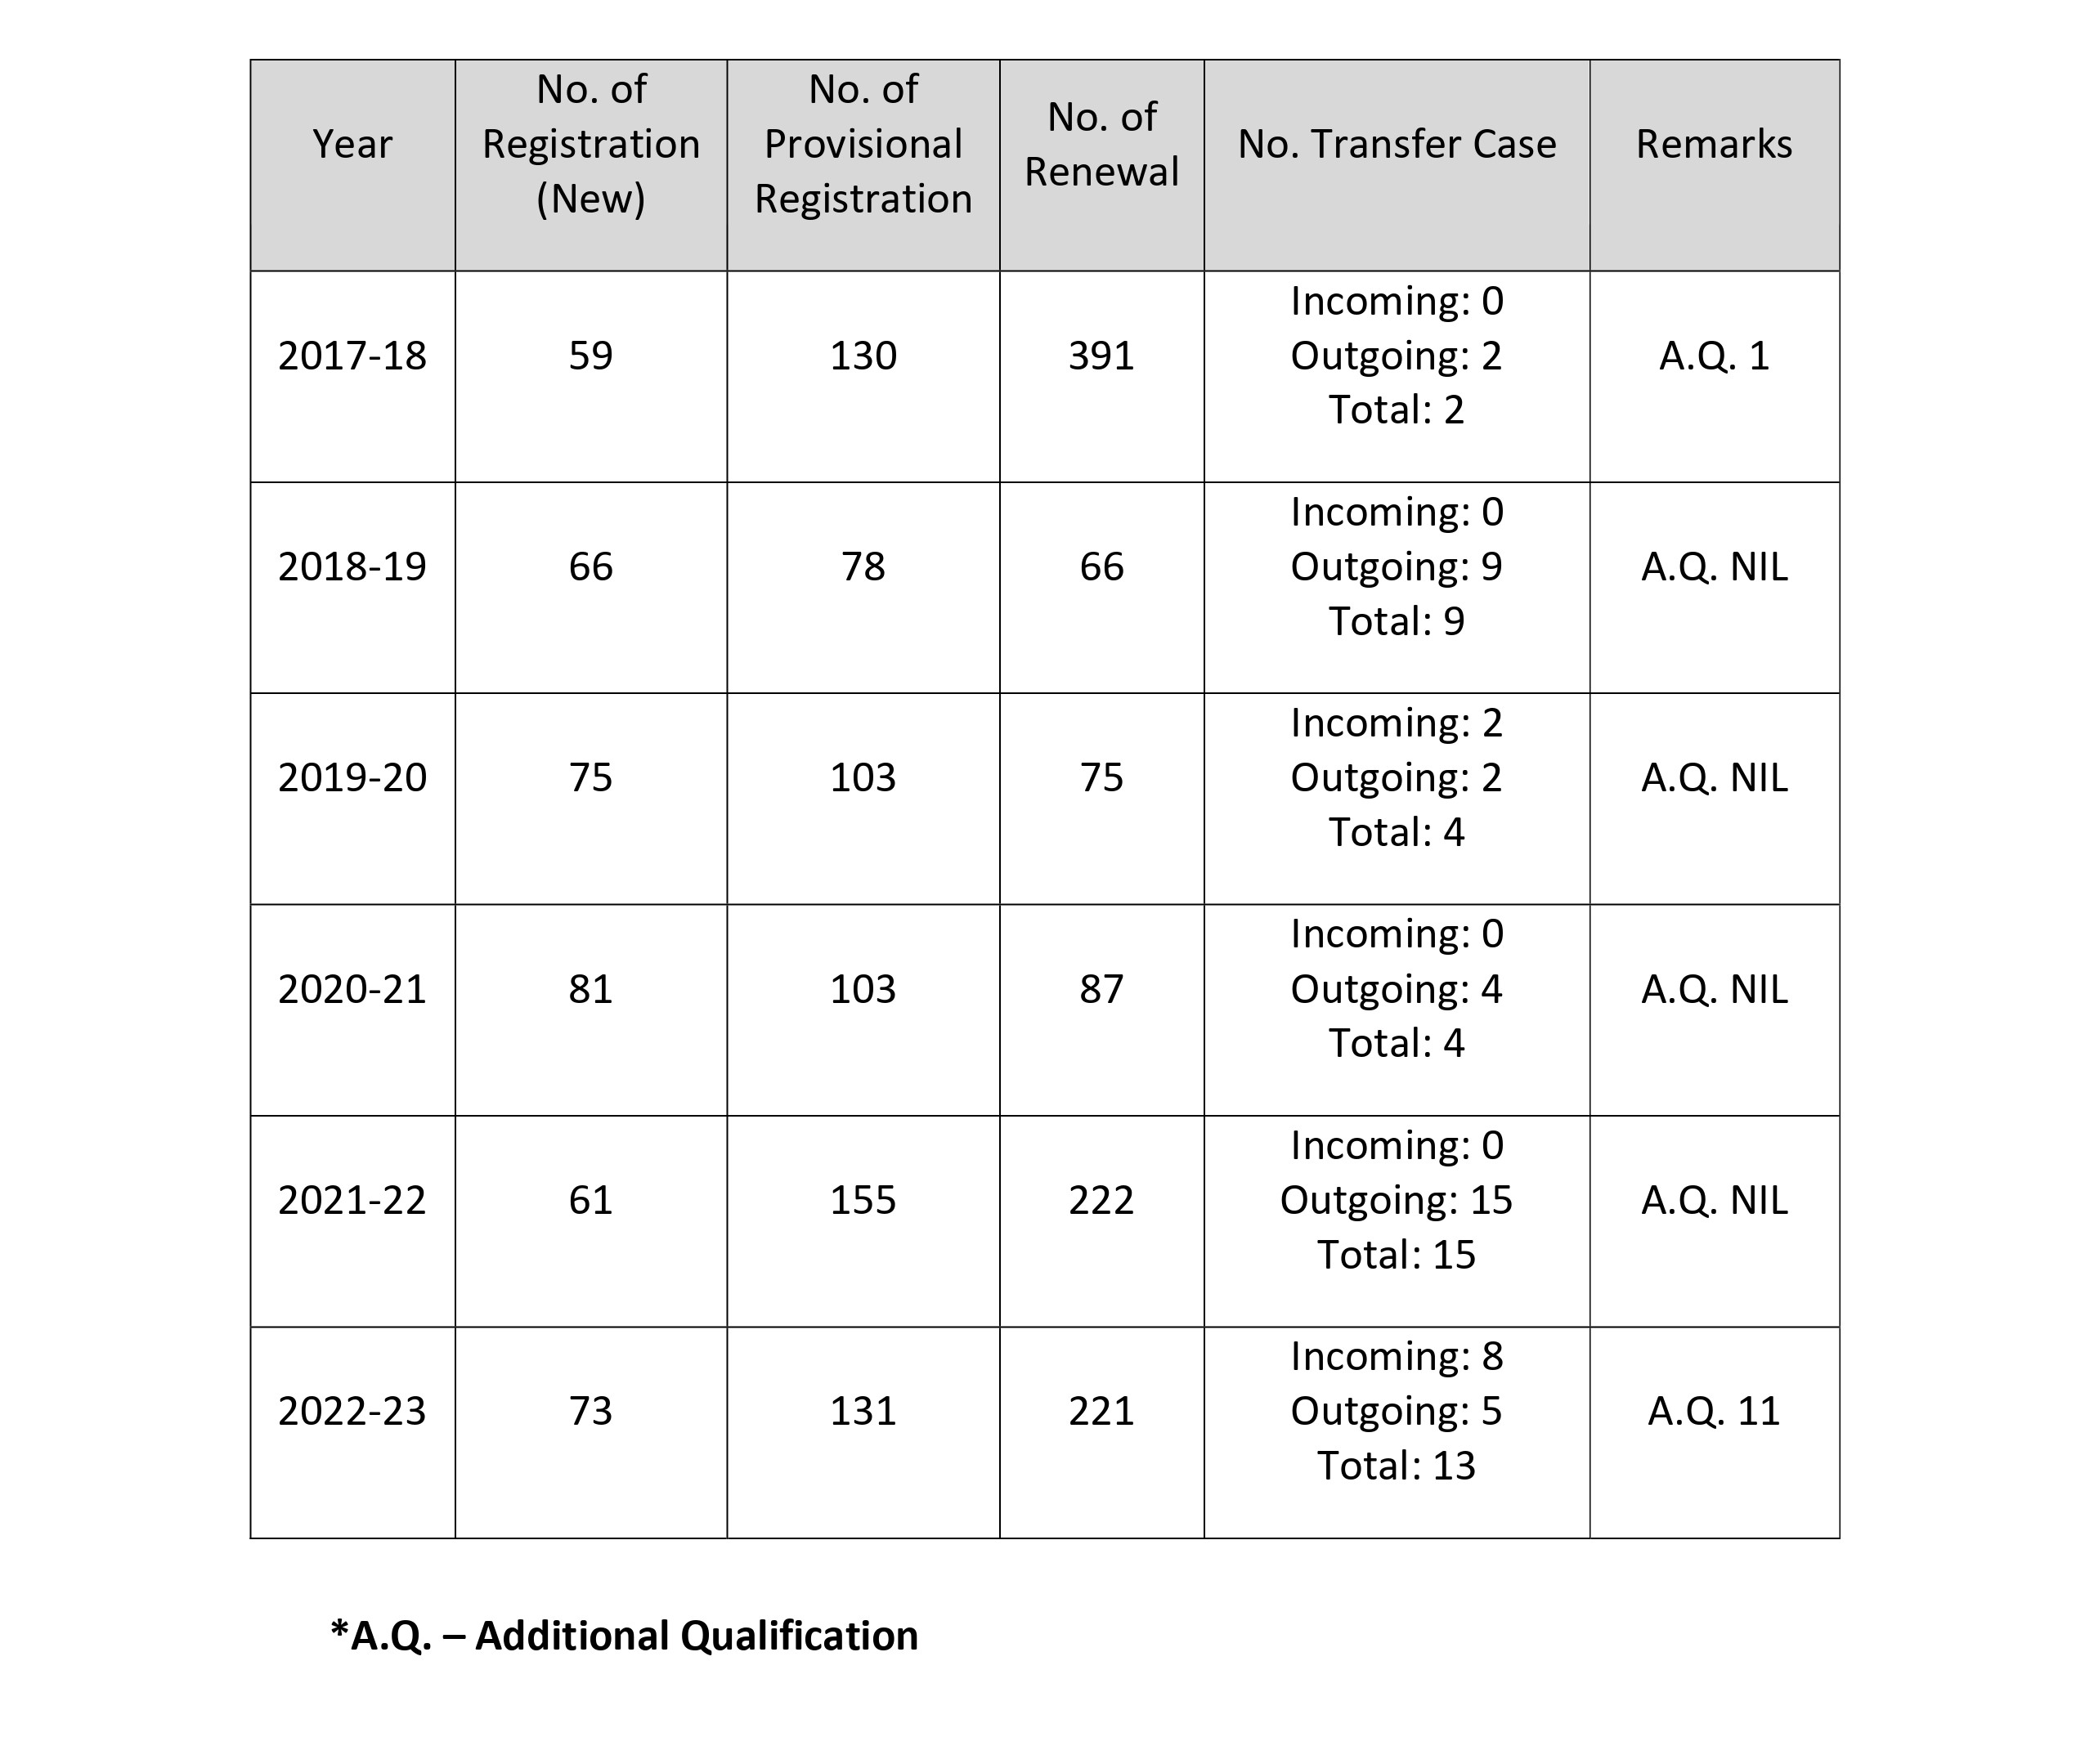 Year
No. of
Registration
(New)
No. of
Provisional
Registration
No. of
Renewal
No. Transfer Case
Remarks
2017-18
59
130
391
Incoming: 0
Outgoing: 2
Total: 2
A.Q. 1
2018-19
66
78
66
Incoming: 0
Outgoing: 9
Total: 9
A.Q. NIL
2019-20
75
103
75
Incoming: 2
Outgoing: 2
Total: 4
A.Q. NIL
2020-21
81
103
87
Incoming: 0
Outgoing: 4
Total: 4
A.Q. NIL
2021-22
61
155
222
Incoming: 0
Outgoing: 15
Total: 15
A.Q. NIL
2022-23
73
131
221
Incoming: 8
Outgoing: 5
Total: 13
A.Q. 11
*A.Q. – Additional Qualification